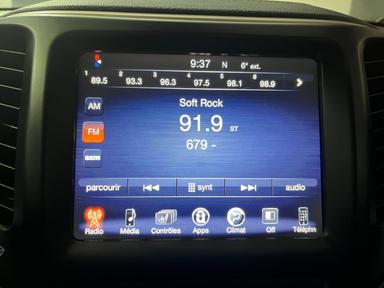 9:37 N 6° ext.
1 89.5 2 93.3 3 96.3 4 97.5 5 98.1 6 98.9
AM
Soft Rock
FM
91.9 ST
679 -
sxm
parcourir synt audio
Radio Média Contrôles Apps Climat Off Téléphn